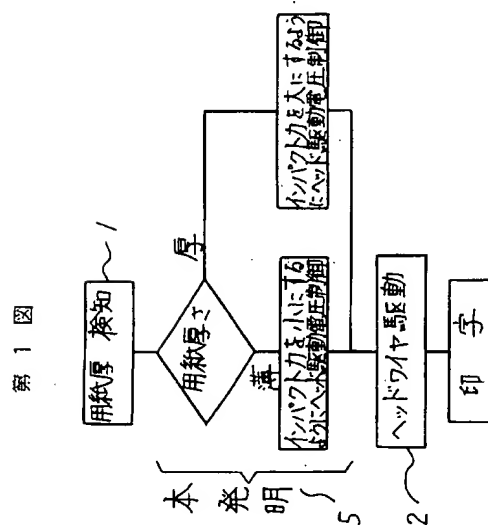 第 1 図
用紙厚 検知
1
用紙厚さ
厚
薄
インパクト力を小にする
ようにヘッド駆動電圧制御
インパクト力を大にするよう
にヘッド駆動電圧制御
本発明
5
ヘッドワイヤ駆動
2
印 字